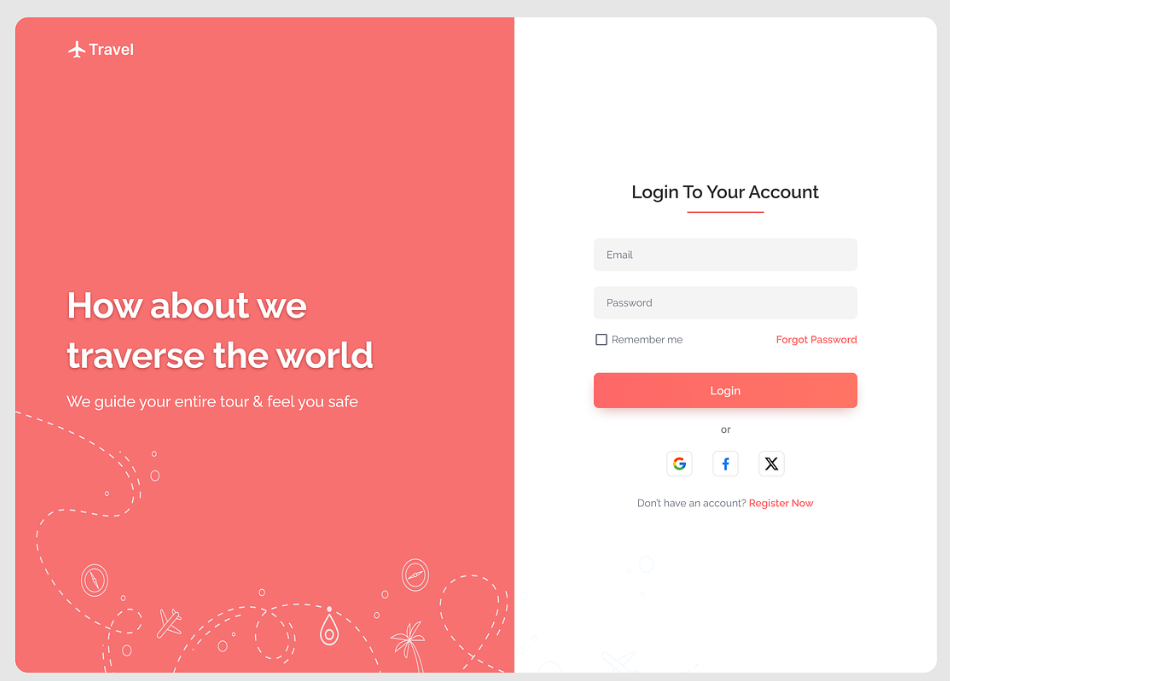 Travel
How about we
traverse the world
We guide your entire tour & feel you safe
Login To Your Account
Email
Password
Remember me
Forgot Password
Login
or
Don't have an account? Register Now